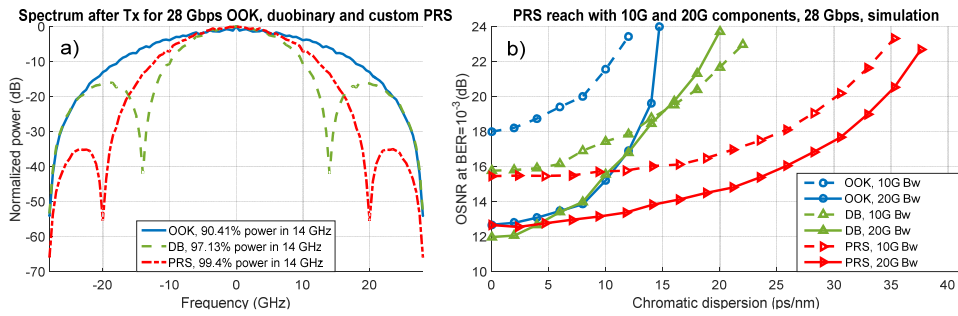 Spectrum after Tx for 28 Gbps OOK, duobinary and custom PRS
a)
Normalized power (dB)
0
-10
-20
-30
-40
-50
-60
-70
-20
-10
0
10
20
Frequency (GHz)
OOK, 90.41% power in 14 GHz
DB, 97.13% power in 14 GHz
PRS, 99.4% power in 14 GHz
PRS reach with 10G and 20G components, 28 Gbps, simulation
b)
OSNR at BER=10⁻³ (dB)
24
22
20
18
16
14
12
10
0
5
10
15
20
25
30
35
40
Chromatic dispersion (ps/nm)
OOK, 10G Bw
OOK, 20G Bw
DB, 10G Bw
DB, 20G Bw
PRS, 10G Bw
PRS, 20G Bw